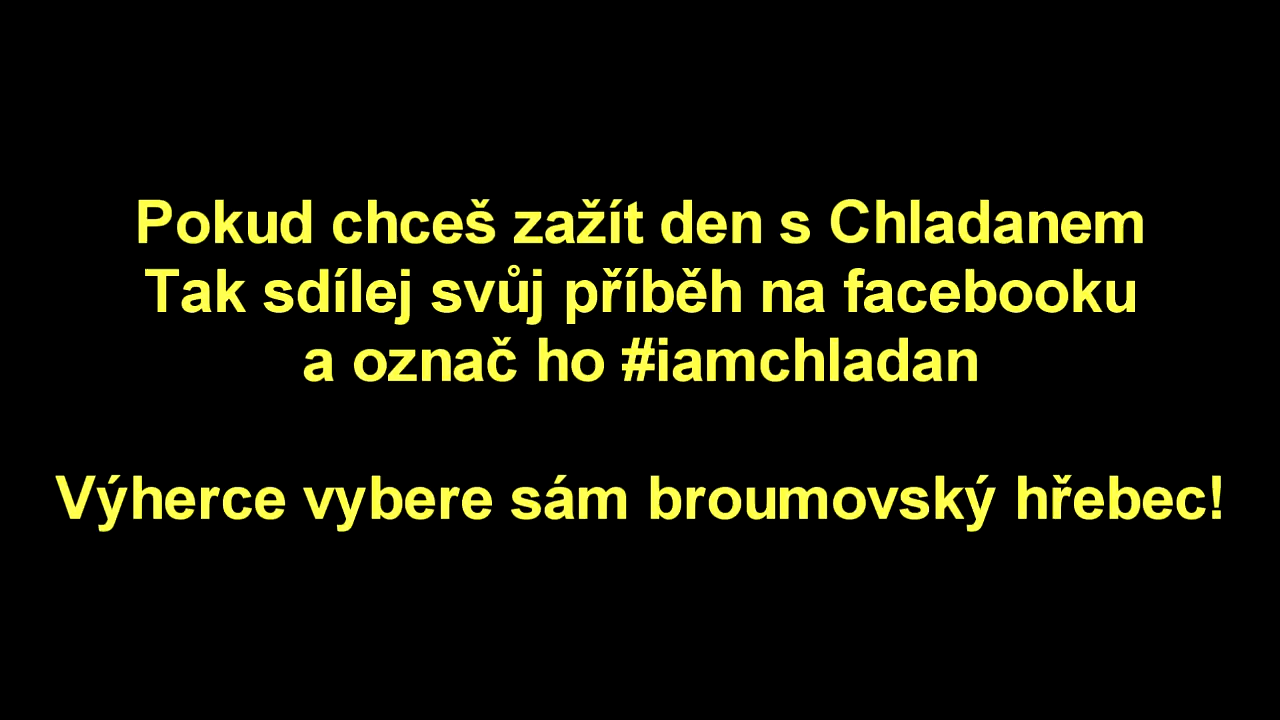 Pokud chceš zažít den s Chladanem
Tak sdílej svůj příběh na facebooku
a označ ho #iamchladan
Výherce vybere sám broumovský hřebec!